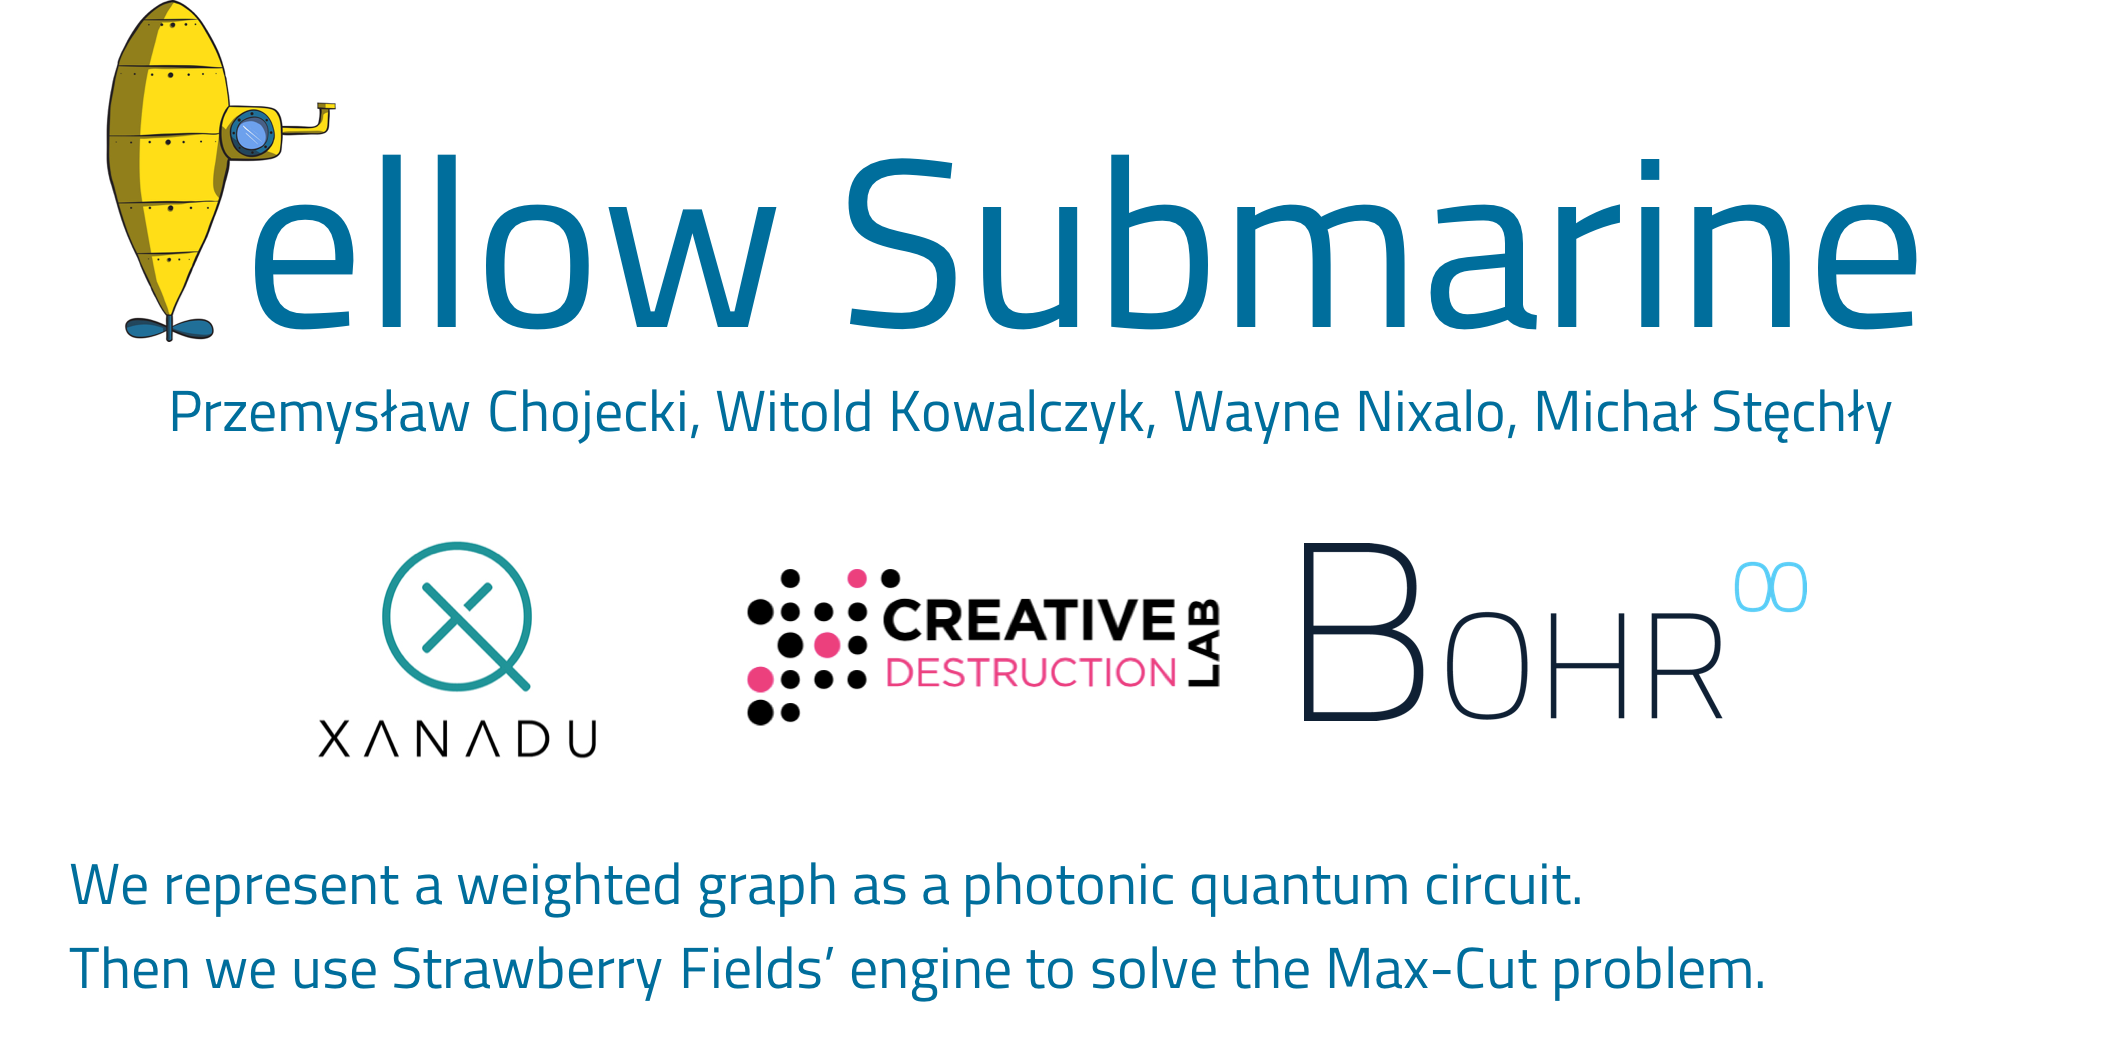 ellow Submarine
Przemysław Chojecki, Witold Kowalczyk, Wayne Nixalo, Michał Stęchły
XANADU
CREATIVE
DESTRUCTION
LAB
BOHR
We represent a weighted graph as a photonic quantum circuit.
Then we use Strawberry Fields’ engine to solve the Max-Cut problem.